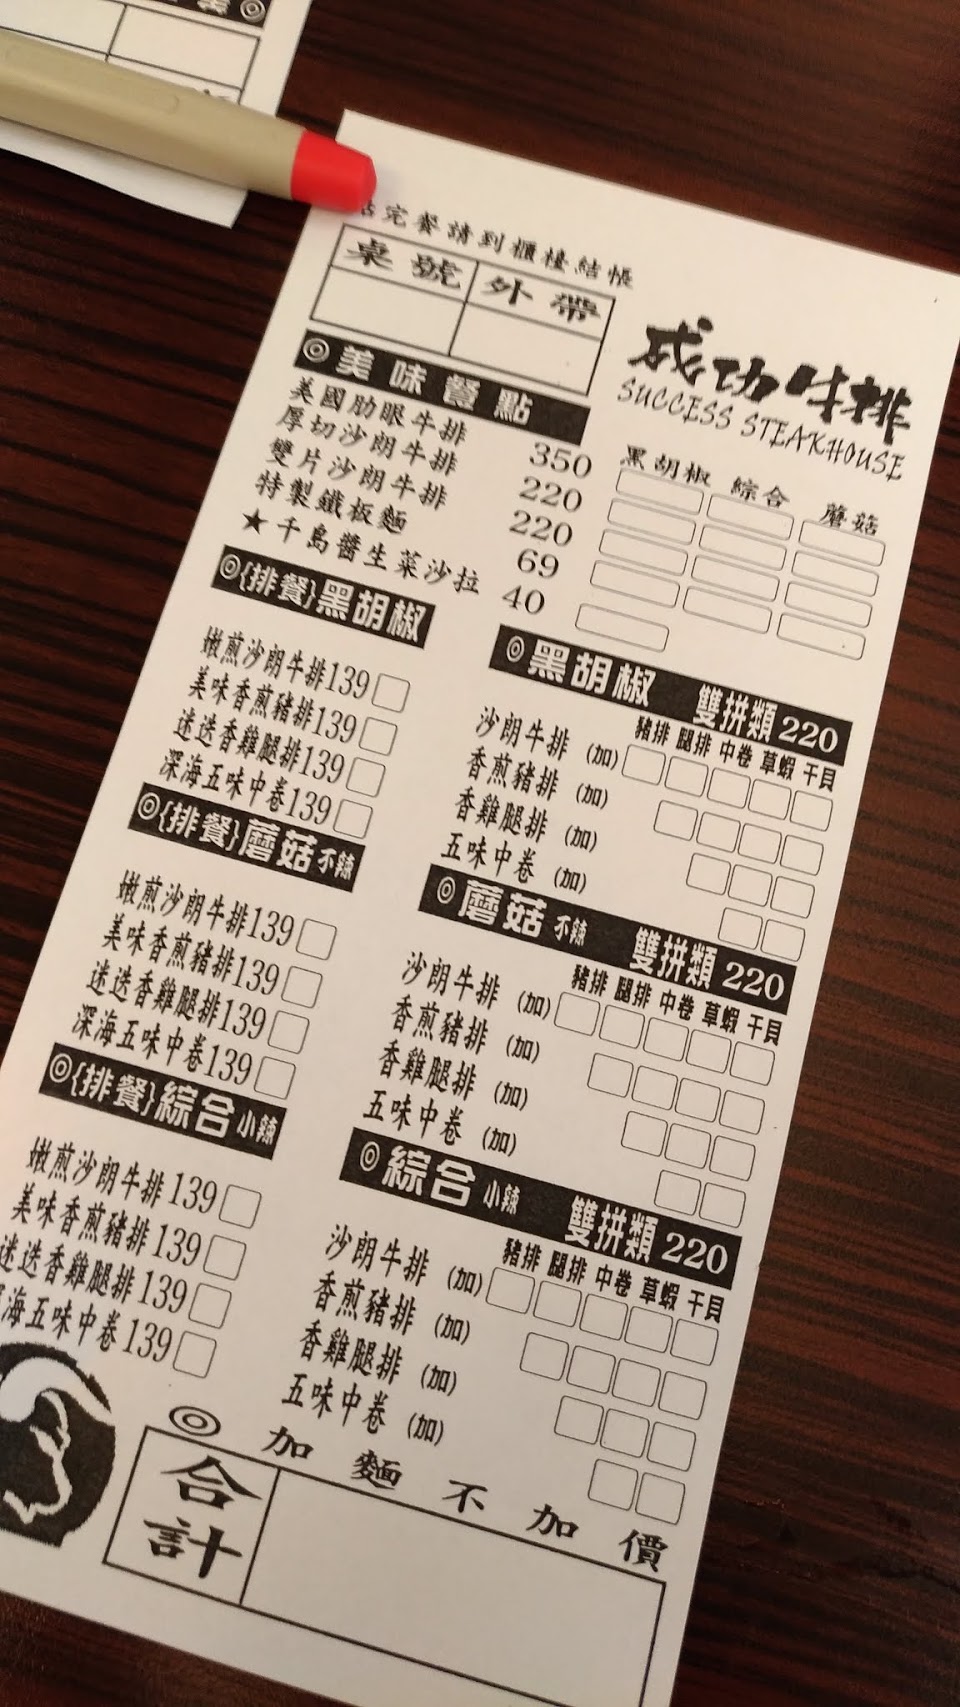 完餐請到櫃檯結帳
桌號 外帶
成功牛排
SUCCESS STEAKHOUSE
◎美味餐點
黑胡椒 綜合 蘑菇
美國肋眼牛排 350
厚切沙朗牛排 220
雙片沙朗牛排 220
特製鐵板麵 69
★千島醬生菜沙拉 40
◎{排餐}黑胡椒
嫩煎沙朗牛排139
美味香煎豬排139
迷迭香雞腿排139
深海五味中卷139
◎{排餐}蘑菇 不辣
嫩煎沙朗牛排139
美味香煎豬排139
迷迭香雞腿排139
深海五味中卷139
◎{排餐}綜合 小辣
嫩煎沙朗牛排139
美味香煎豬排139
迷迭香雞腿排139
海五味中卷139
◎黑胡椒 雙拼類 220
豬排 腿排 中卷 草蝦 干貝
沙朗牛排 (加)
香煎豬排 (加)
香雞腿排 (加)
五味中卷 (加)
◎蘑菇 不辣 雙拼類 220
豬排 腿排 中卷 草蝦 干貝
沙朗牛排 (加)
香煎豬排 (加)
香雞腿排 (加)
五味中卷 (加)
◎綜合 小辣 雙拼類 220
豬排 腿排 中卷 草蝦 干貝
沙朗牛排 (加)
香煎豬排 (加)
香雞腿排 (加)
五味中卷 (加)
◎加麵不加價
合計